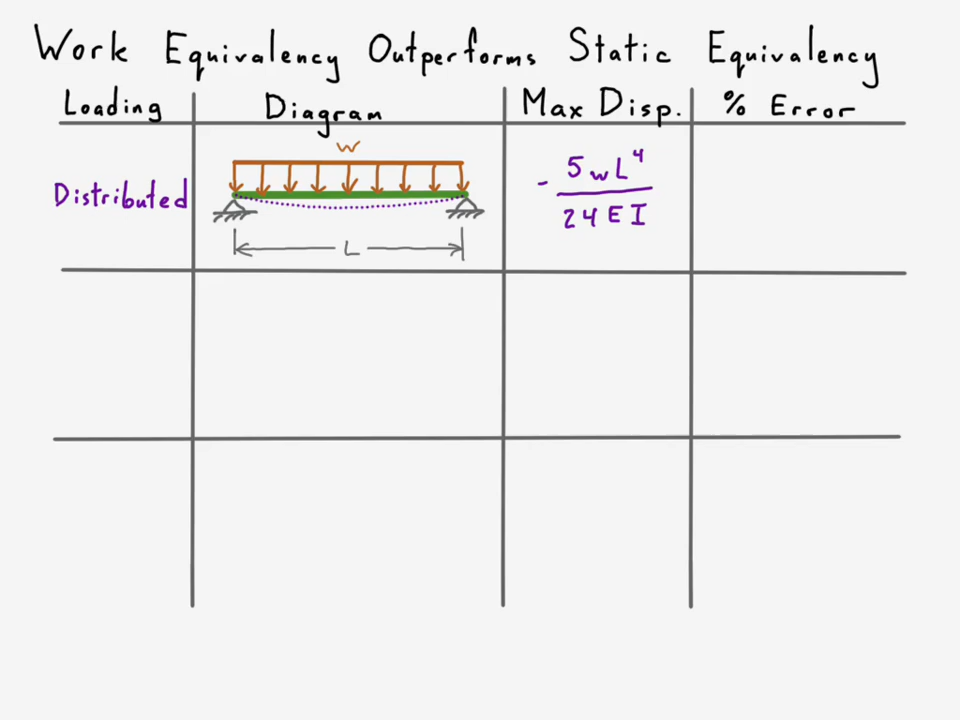 Work Equivalency Outperforms Static Equivalency
Loading Diagram Max Disp. % Error
w
Distributed
- 5wL⁴
24EI
L